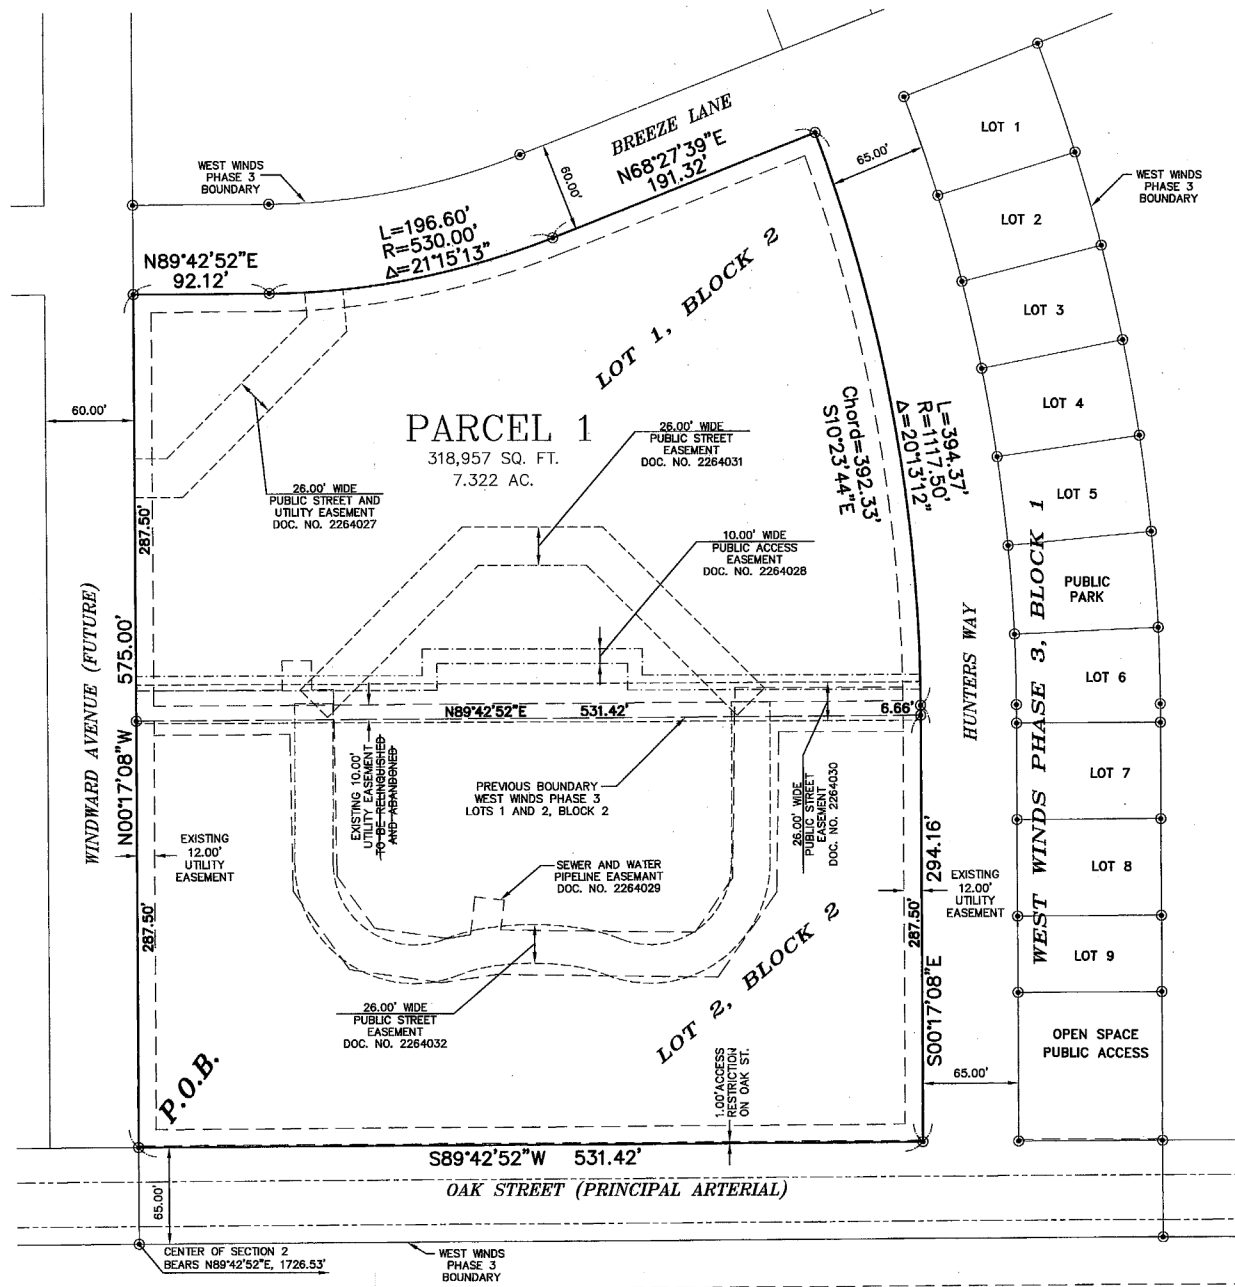 BREEZE LANE
N68°27'39"E
191.32'
60.00'
65.00'
WEST WINDS
PHASE 3
BOUNDARY
L=196.60'
R=530.00'
Δ=21°15'13"
N89°42'52"E
92.12'
LOT 1
LOT 2
LOT 3
LOT 4
LOT 5
PUBLIC
PARK
LOT 6
LOT 7
LOT 8
LOT 9
OPEN SPACE
PUBLIC ACCESS
WEST WINDS
PHASE 3
BOUNDARY
WEST WINDS PHASE 3, BLOCK 1
HUNTERS WAY
LOT 1, BLOCK 2
L=394.37'
R=1117.50'
Δ=20°13'12"
Chord=392.33'
S10°23'44"E
60.00'
PARCEL 1
318,957 SQ. FT.
7.322 AC.
26.00' WIDE
PUBLIC STREET
EASEMENT
DOC. NO. 2264031
26.00' WIDE
PUBLIC STREET AND
UTILITY EASEMENT
DOC. NO. 2264027
10.00' WIDE
PUBLIC ACCESS
EASEMENT
DOC. NO. 2264028
287.50'
575.00'
N00°17'08"W
WINDWARD AVENUE (FUTURE)
N89°42'52"E 531.42'
6.66'
EXISTING 10.00'
UTILITY EASEMENT
TO BE RELINQUISHED
AND ABANDONED
PREVIOUS BOUNDARY
WEST WINDS PHASE 3
LOTS 1 AND 2, BLOCK 2
26.00' WIDE
PUBLIC STREET
EASEMENT
DOC. NO. 2264030
EXISTING
12.00'
UTILITY
EASEMENT
SEWER AND WATER
PIPELINE EASEMANT
DOC. NO. 2264029
294.16'
EXISTING
12.00'
UTILITY
EASEMENT
287.50'
287.50'
S00°17'08"E
26.00' WIDE
PUBLIC STREET
EASEMENT
DOC. NO. 2264032
LOT 2, BLOCK 2
P.O.B.
1.00' ACCESS
RESTRICTION
ON OAK ST.
65.00'
S89°42'52"W 531.42'
OAK STREET (PRINCIPAL ARTERIAL)
65.00'
CENTER OF SECTION 2
BEARS N89°42'52"E, 1726.53'
WEST WINDS
PHASE 3
BOUNDARY